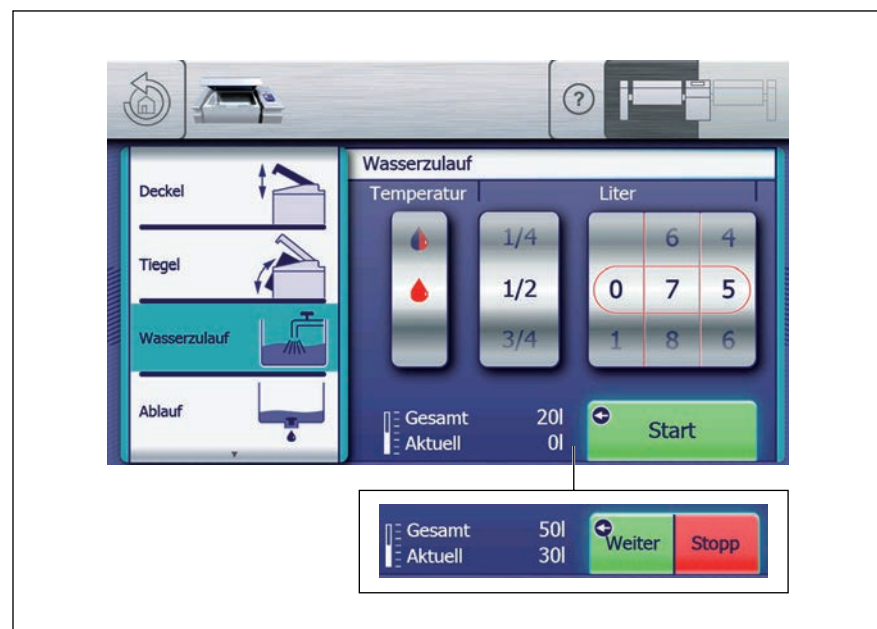 ?
Deckel
Tiegel
Wasserzulauf
Ablauf
Wasserzulauf
Temperatur Liter
1/4 6 4
1/2 0 7 5
3/4 1 8 6
Gesamt 20l
Aktuell 0l
Start
Gesamt 50l
Aktuell 30l
Weiter Stopp